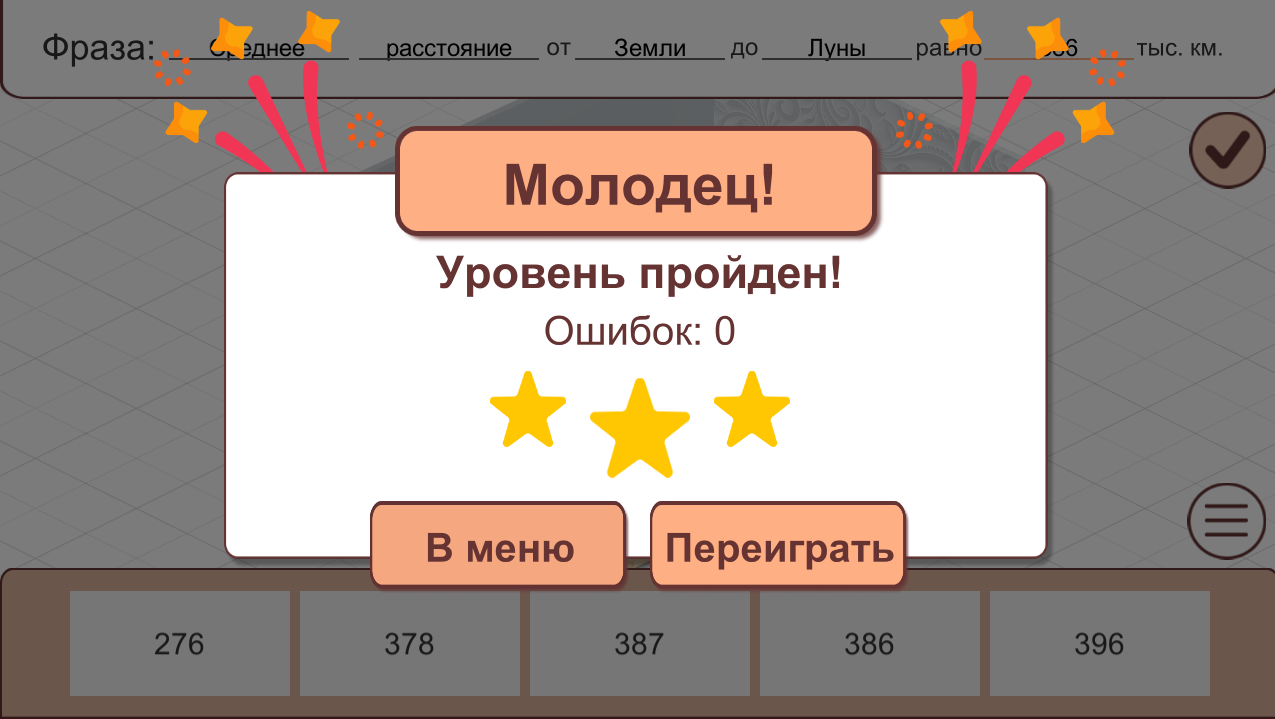 Фраза: Среднее расстояние от Земли до Луны равно тыс. км.
Молодец!
Уровень пройден!
Ошибок: 0
В меню Переиграть
276 378 387 386 396